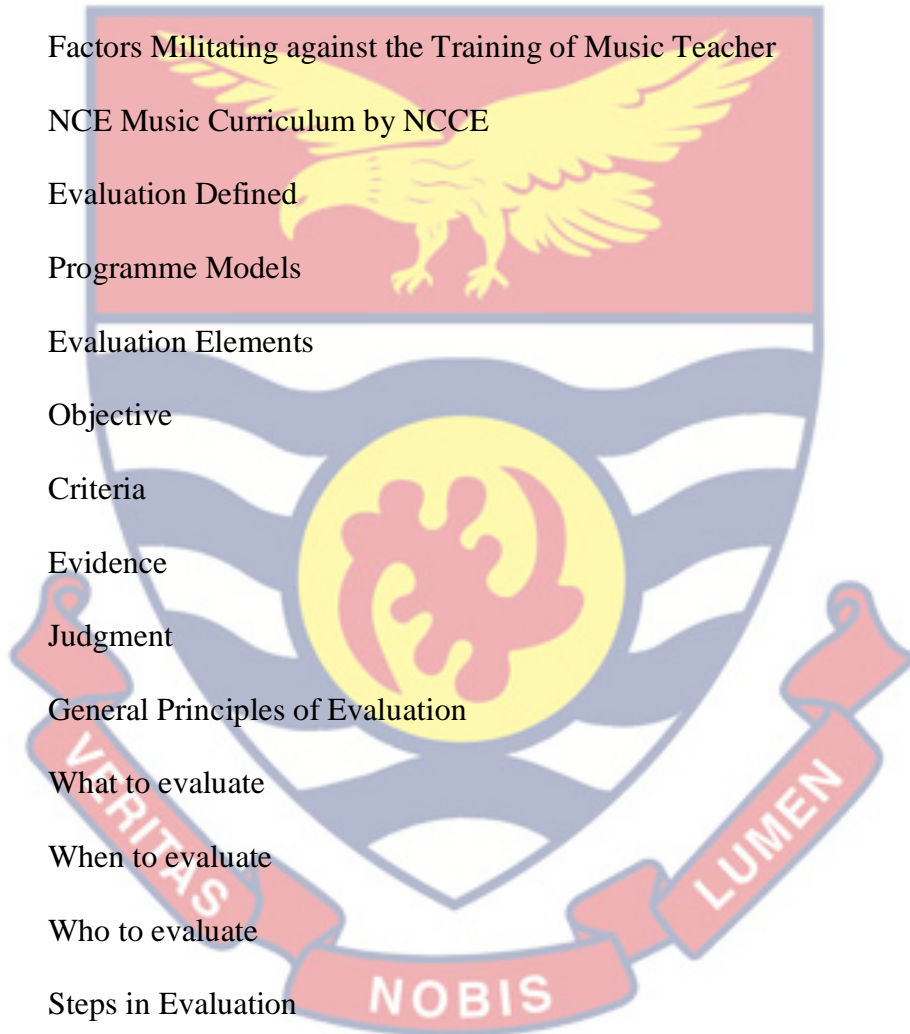 Factors Militating against the Training of Music Teacher
NCE Music Curriculum by NCCE
Evaluation Defined
Programme Models
Evaluation Elements
Objective
Criteria
Evidence
Judgment
General Principles of Evaluation
What to evaluate
When to evaluate
Who to evaluate
Steps in Evaluation
VERITAS
NOBIS
LUMEN